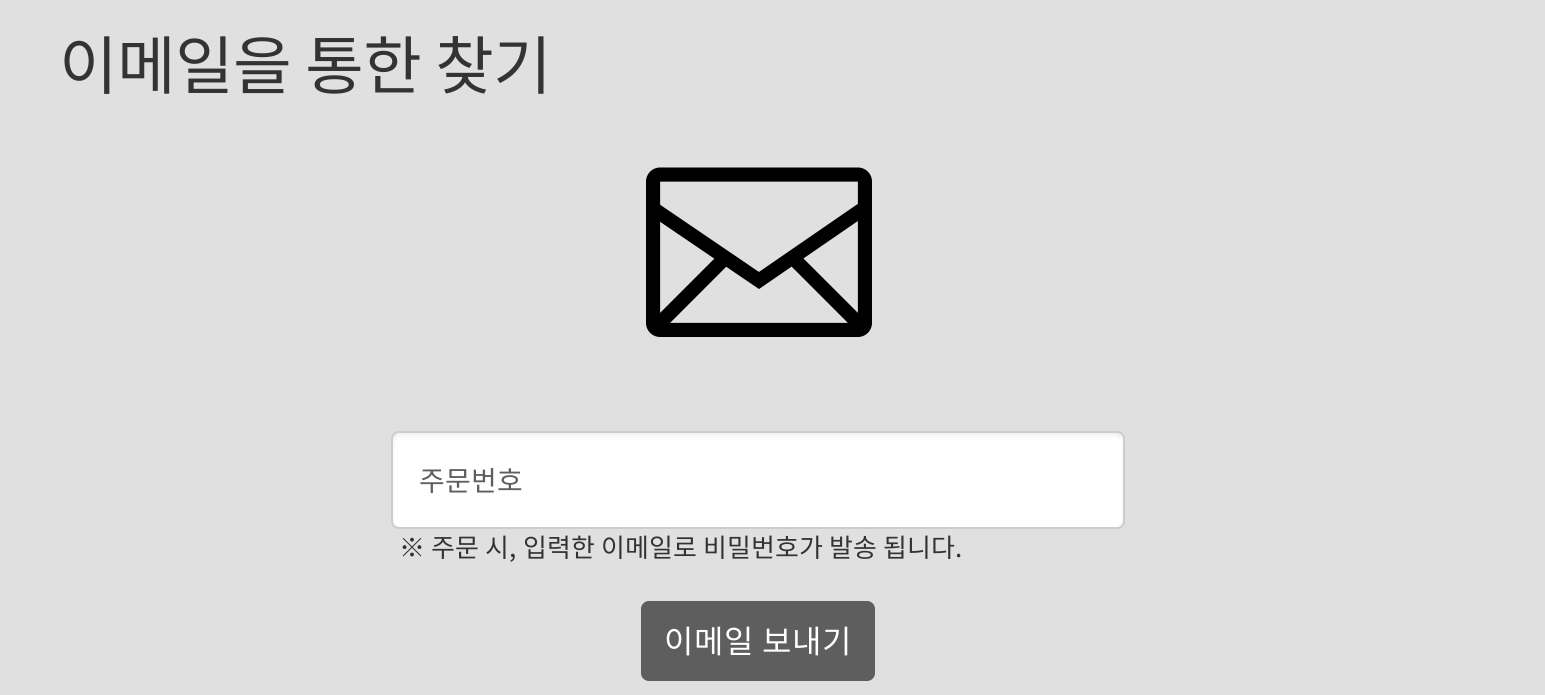 이메일을 통한 찾기
주문번호
※ 주문 시, 입력한 이메일로 비밀번호가 발송 됩니다.
이메일 보내기